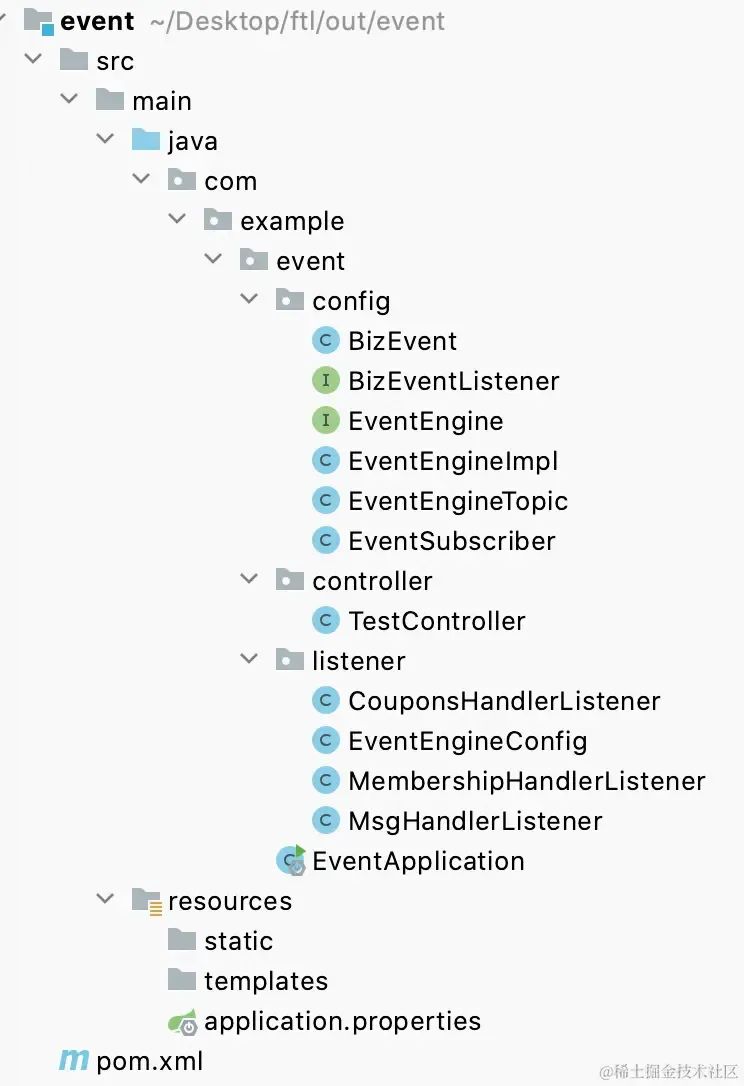 event ~/Desktop/ftl/out/event
src
main
java
com
example
event
config
C BizEvent
I BizEventListener
I EventEngine
C EventEngineImpl
C EventEngineTopic
C EventSubscriber
controller
C TestController
listener
C CouponsHandlerListener
C EventEngineConfig
C MembershipHandlerListener
C MsgHandlerListener
C EventApplication
resources
static
templates
application.properties
m pom.xml
@稀土掘金技术社区